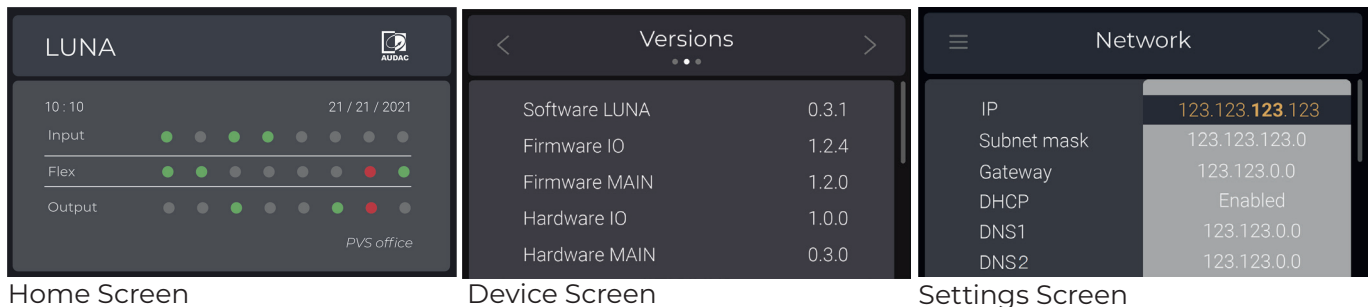 LUNA
AUDAC
10 : 10 21 / 21 / 2021
Input
Flex
Output
PVS office
Home Screen
< Versions >
Software LUNA 0.3.1
Firmware IO 1.2.4
Firmware MAIN 1.2.0
Hardware IO 1.0.0
Hardware MAIN 0.3.0
Device Screen
Network >
IP 123.123.123.123
Subnet mask 123.123.123.0
Gateway 123.123.0.0
DHCP Enabled
DNS1 123.123.0.0
DNS2 123.123.0.0
Settings Screen